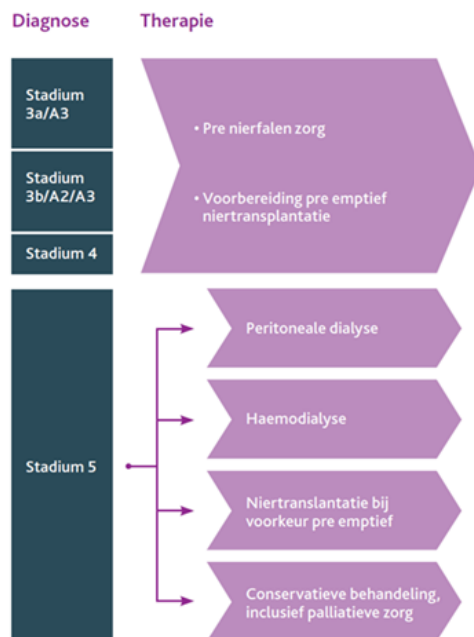 Diagnose
Therapie
Stadium
3a/A3
Stadium
3b/A2/A3
Stadium 4
• Pre nierfalen zorg
• Voorbereiding pre emptief
niertransplantatie
Stadium 5
Peritoneale dialyse
Haemodialyse
Niertranslantatie bij
voorkeur pre emptief
Conservatieve behandeling,
inclusief palliatieve zorg